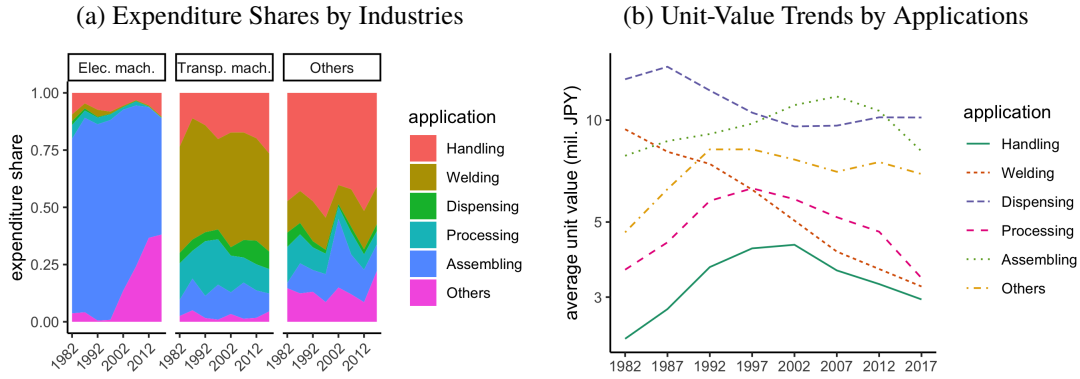 (a) Expenditure Shares by Industries
Elec. mach.
Transp. mach.
Others
expenditure share
1.00
0.75
0.50
0.25
0.00
1982
1992
2002
2012
1982
1992
2002
2012
1982
1992
2002
2012
application
Handling
Welding
Dispensing
Processing
Assembling
Others
(b) Unit-Value Trends by Applications
average unit value (mil. JPY)
10
5
3
1982 1987 1992 1997 2002 2007 2012 2017
application
Handling
Welding
Dispensing
Processing
Assembling
Others